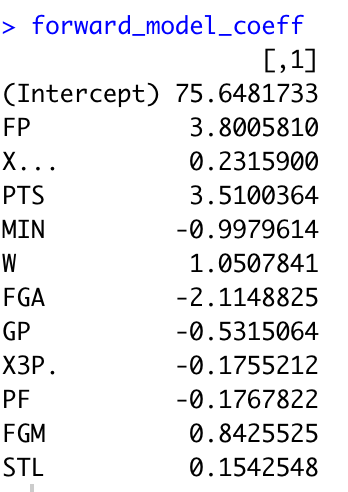 > forward_model_coeff
[,1]
(Intercept) 75.6481733
FP 3.8005810
X... 0.2315900
PTS 3.5100364
MIN -0.9979614
W 1.0507841
FGA -2.1148825
GP -0.5315064
X3P. -0.1755212
PF -0.1767822
FGM 0.8425525
STL 0.1542548